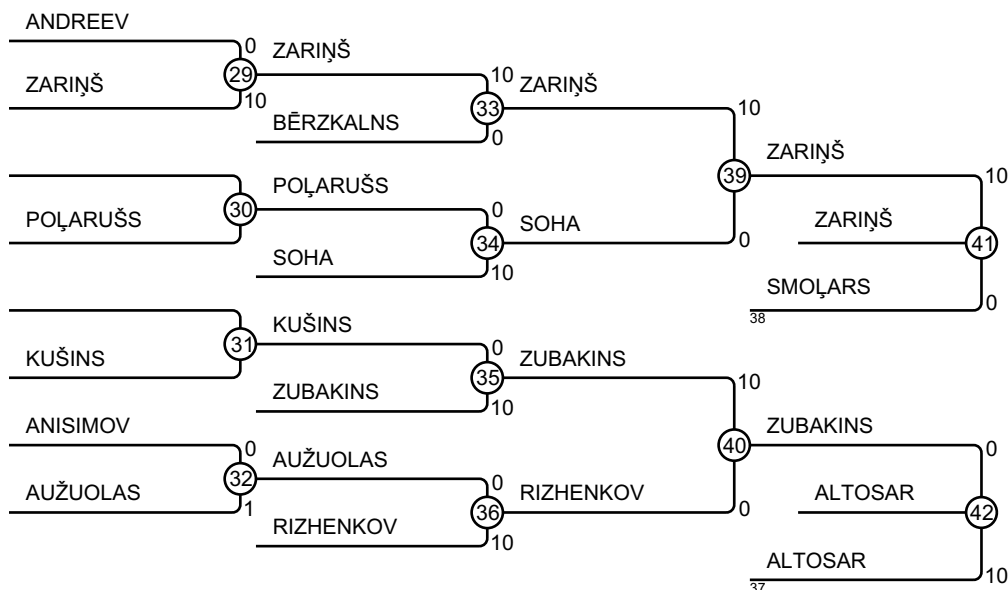 ANDREEV
0
ZARIŅŠ
29
ZARIŅŠ
10
10
ZARIŅŠ
33
BĒRZKALNS
0
10
ZARIŅŠ
39
POĻARUŠS
30
POĻARUŠS
0
SOHA
34
SOHA
10
0
10
ZARIŅŠ
41
SMOĻARS
38
0
KUŠINS
31
KUŠINS
0
ZUBAKINS
35
ZUBAKINS
10
10
ZUBAKINS
40
ANISIMOV
0
AUŽUOLAS
32
AUŽUOLAS
1
0
RIZHENKOV
36
RIZHENKOV
10
0
0
ALTOSAR
42
ALTOSAR
37
10